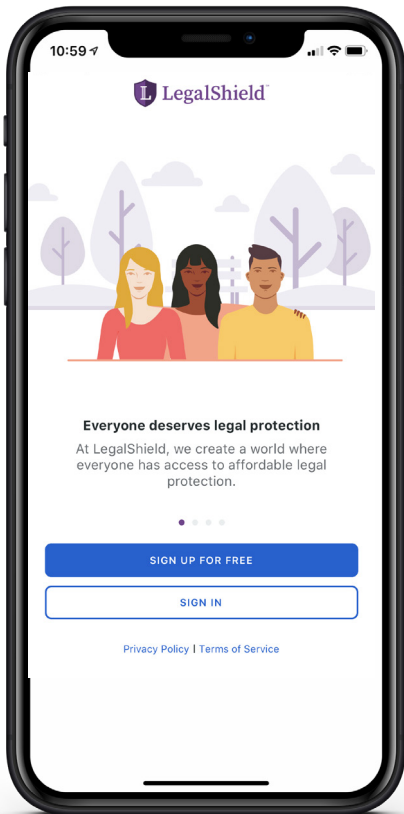 10:59
LegalShield
Everyone deserves legal protection
At LegalShield, we create a world where
everyone has access to affordable legal
protection.
SIGN UP FOR FREE
SIGN IN
Privacy Policy | Terms of Service